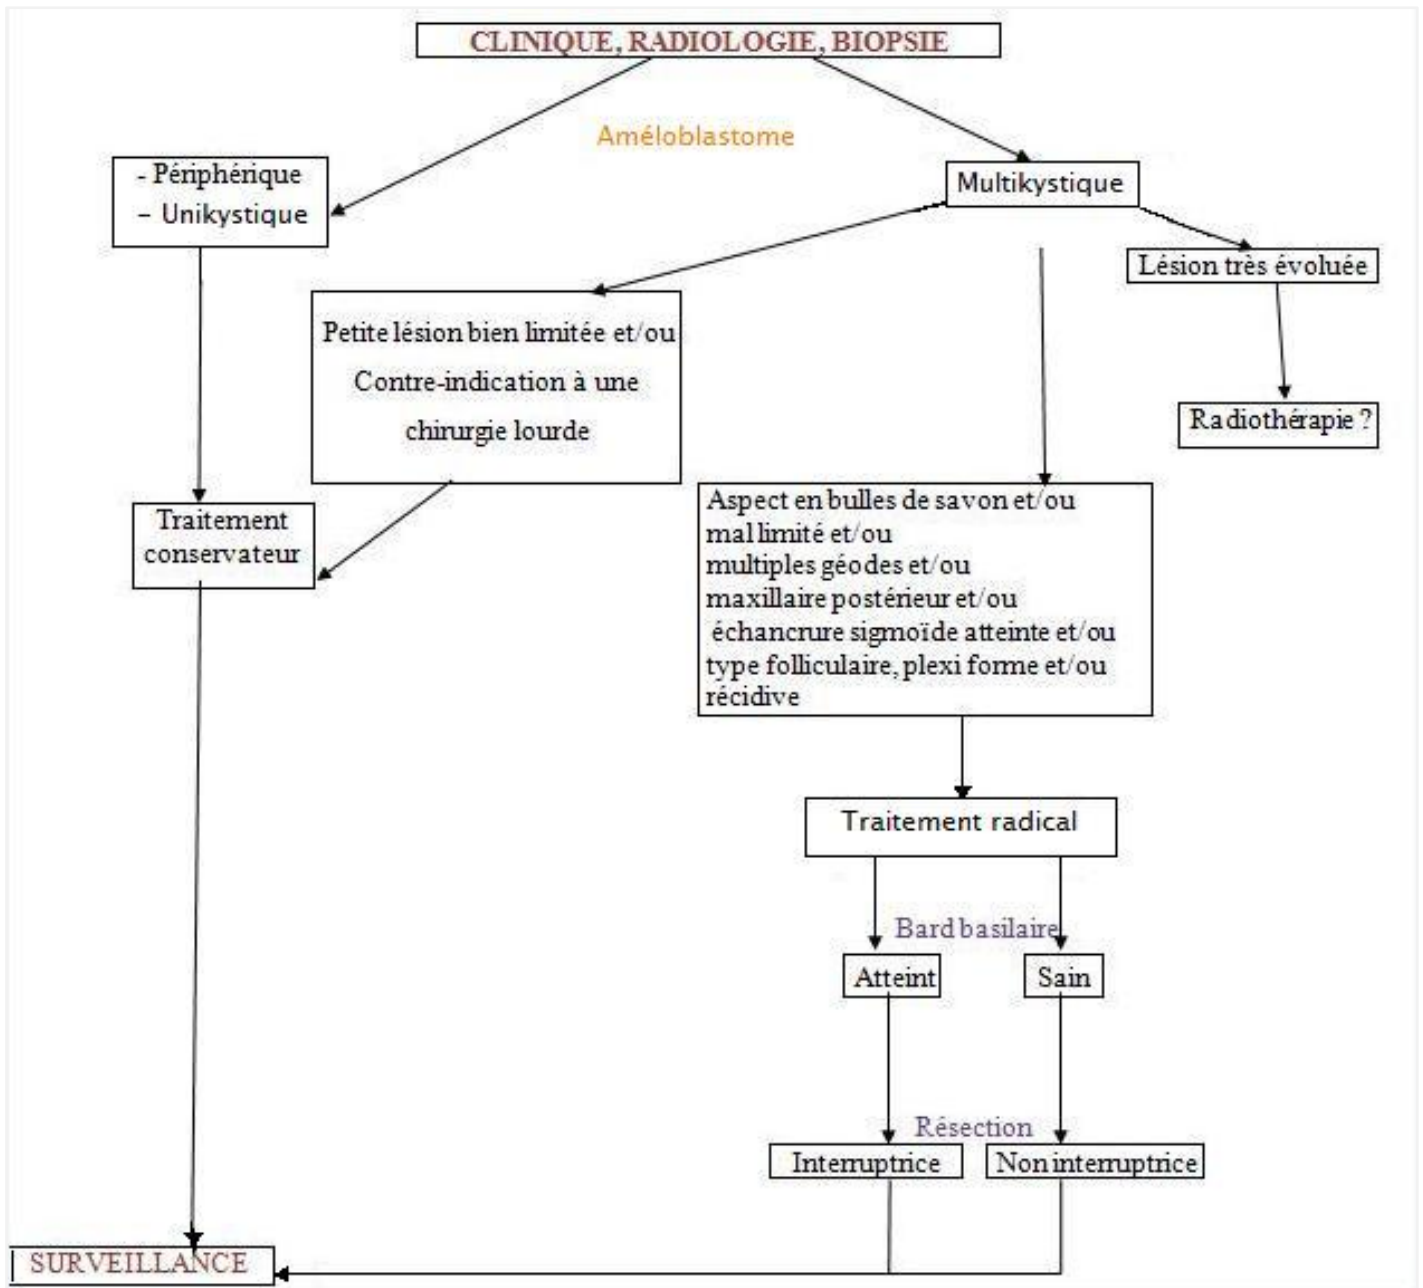 CLINIQUE, RADIOLOGIE, BIOPSIE
Améloblastome
- Périphérique
- Unikystique
Multikystique
Lésion très évoluée
Petite lésion bien limitée et/ou
Contre-indication à une
chirurgie lourde
Radiothérapie ?
Traitement
conservateur
Aspect en bulles de savon et/ou
mal limité et/ou
multiples géodes et/ou
maxillaire postérieur et/ou
échancrure sigmoïde atteinte et/ou
type folliculaire, plexi forme et/ou
récidive
Traitement radical
Bard basilaire
Atteint
Sain
Résection
Interruptrice
Non interruptrice
SURVEILLANCE